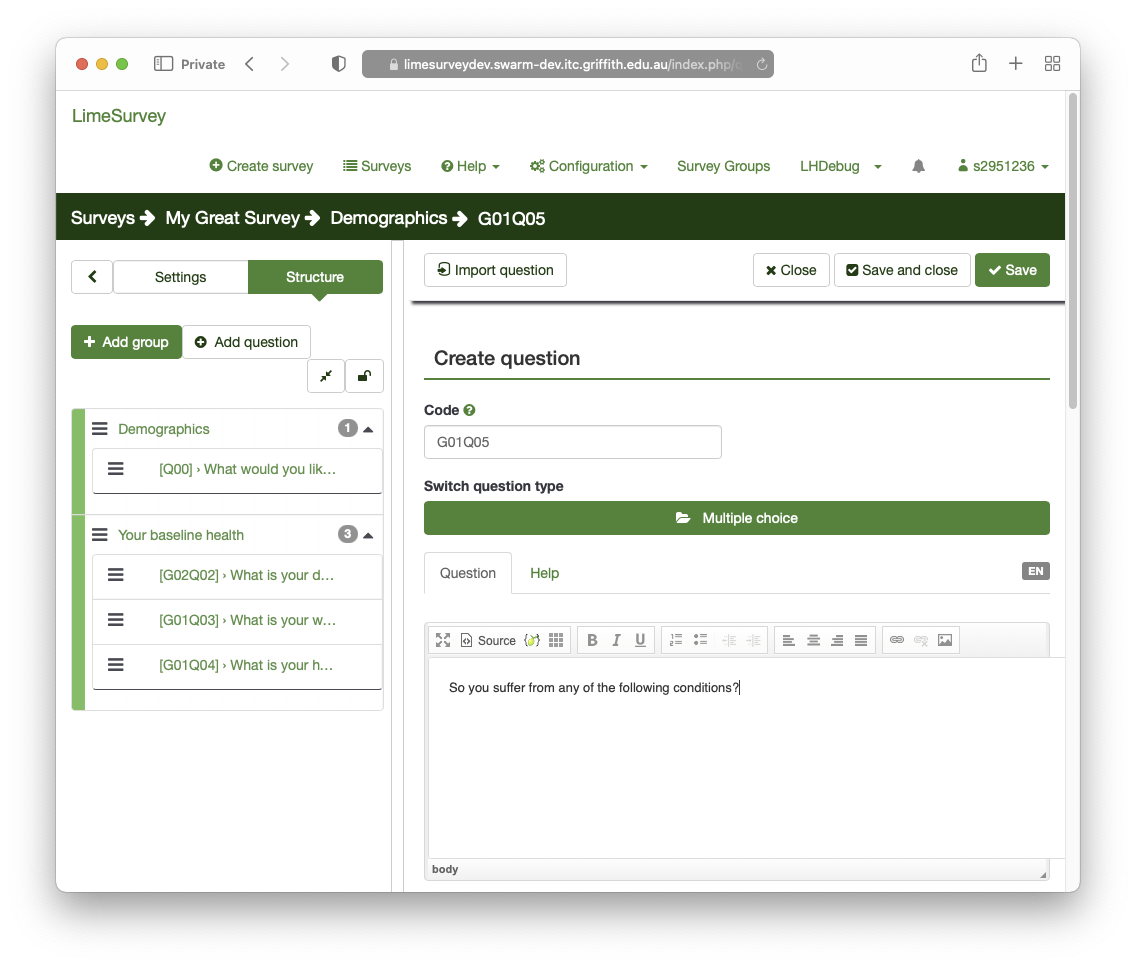 Private
limesurveydev.swarm-dev.itc.griffith.edu.au/index.php/
LimeSurvey
Create survey Surveys Help Configuration Survey Groups LHDebug s2951236
Surveys My Great Survey Demographics G01Q05
Settings Structure
Import question Close Save and close Save
Add group Add question
Create question
Code
G01Q05
Demographics 1
[Q00] › What would you lik...
Your baseline health 3
[G02Q02] › What is your d...
[G01Q03] › What is your w...
[G01Q04] › What is your h...
Switch question type
Multiple choice
Question Help EN
Source B I U
So you suffer from any of the following conditions?
body